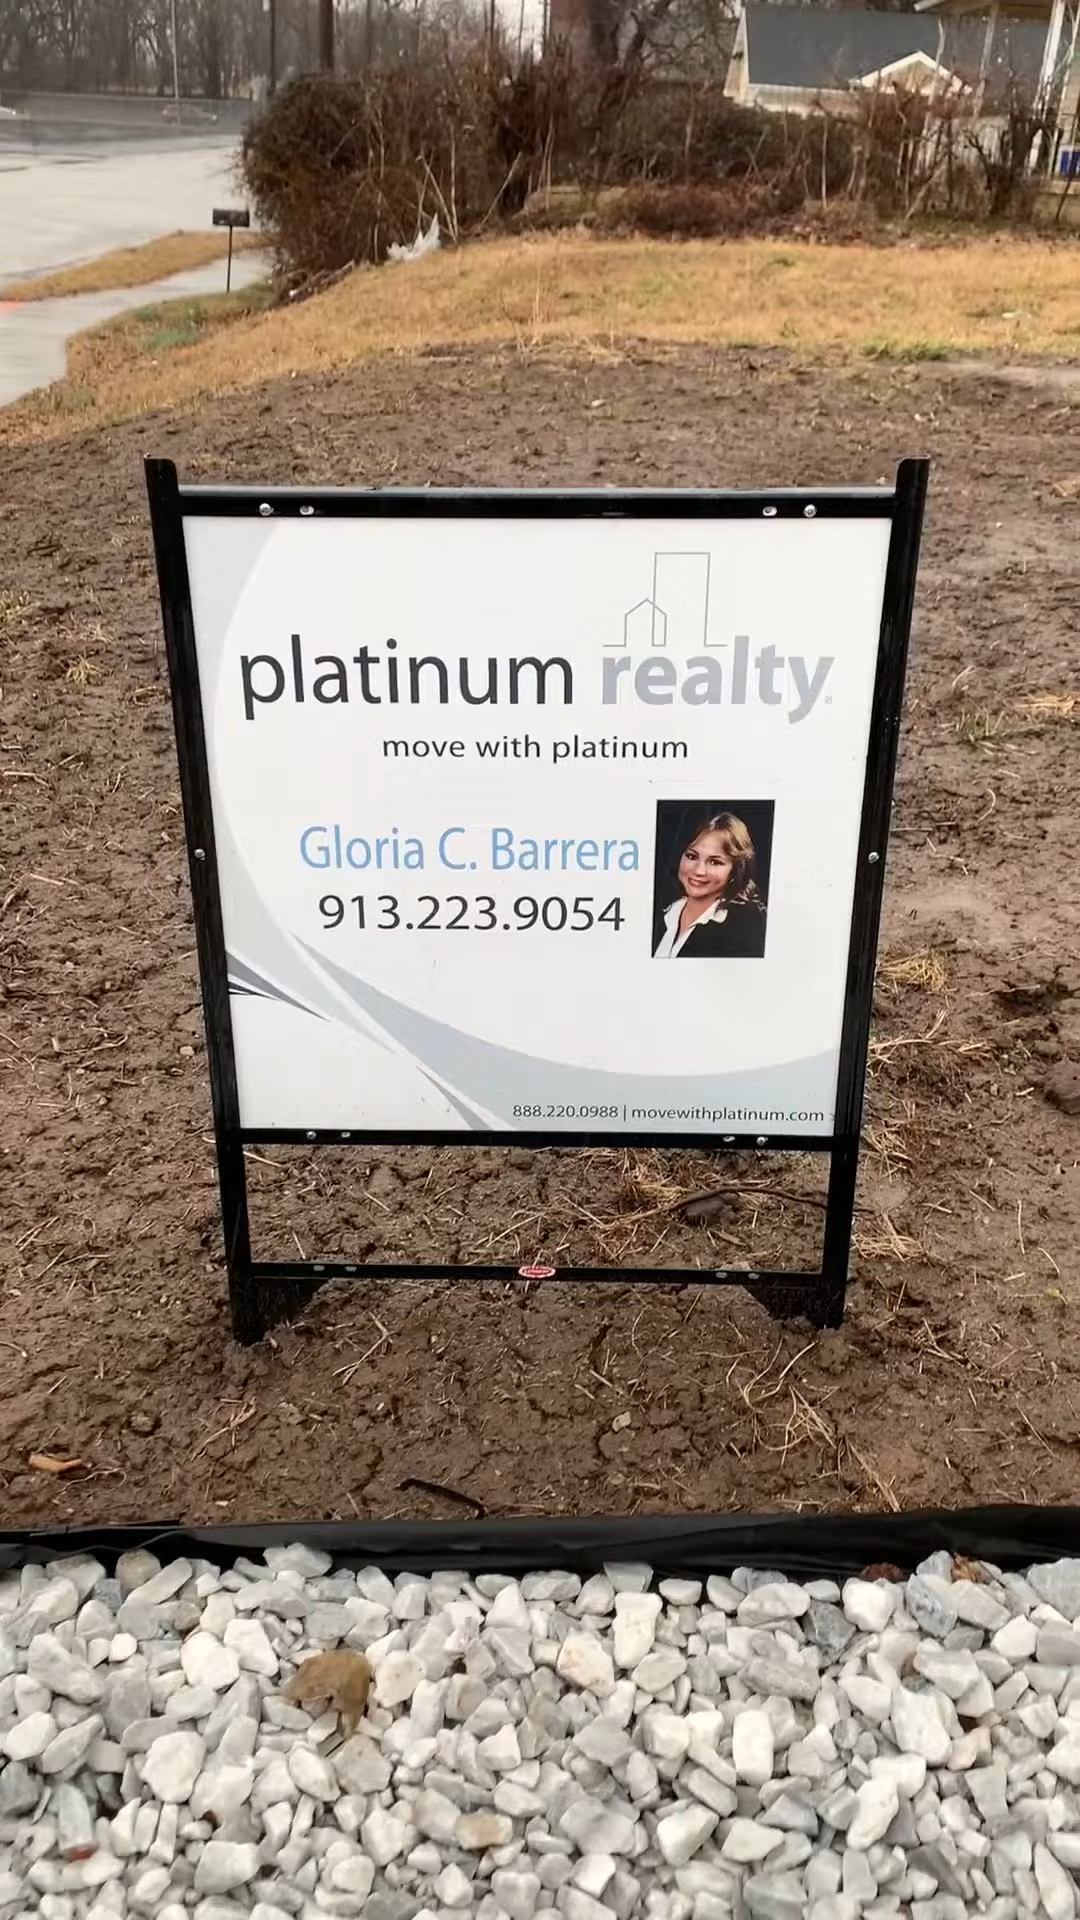 platinum realty
move with platinum
Gloria C. Barrera
913.223.9054
888.220.0988 | movewithplatinum.com